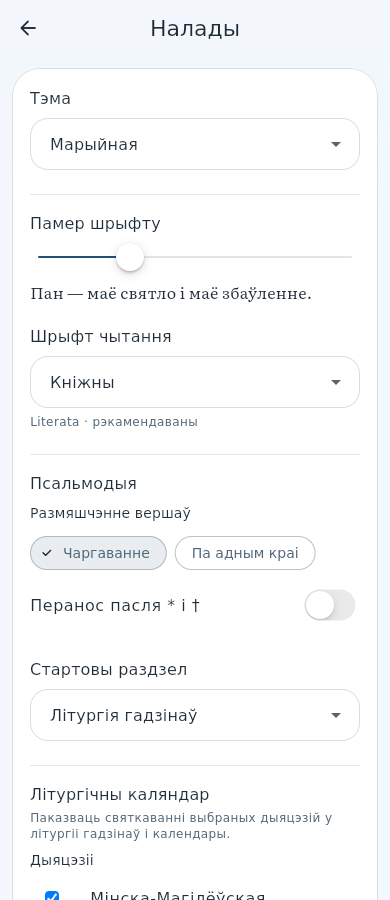 Налады
Тэма
Марыйная
Памер шрыфту
Пан — маё святло і маё збаўленне.
Шрыфт чытання
Кніжны
Literata · рэкамендаваны
Псальмодыя
Размяшчэнне вершаў
Чаргаванне
Па адным краі
Перанос пасля * і †
Стартовы раздзел
Літургія гадзінаў
Літургічны каляндар
Паказваць святкаванні выбраных дыяцэзій у
літургіі гадзінаў і календары.
Дыяцэзіі
Мінска-Магілёўская